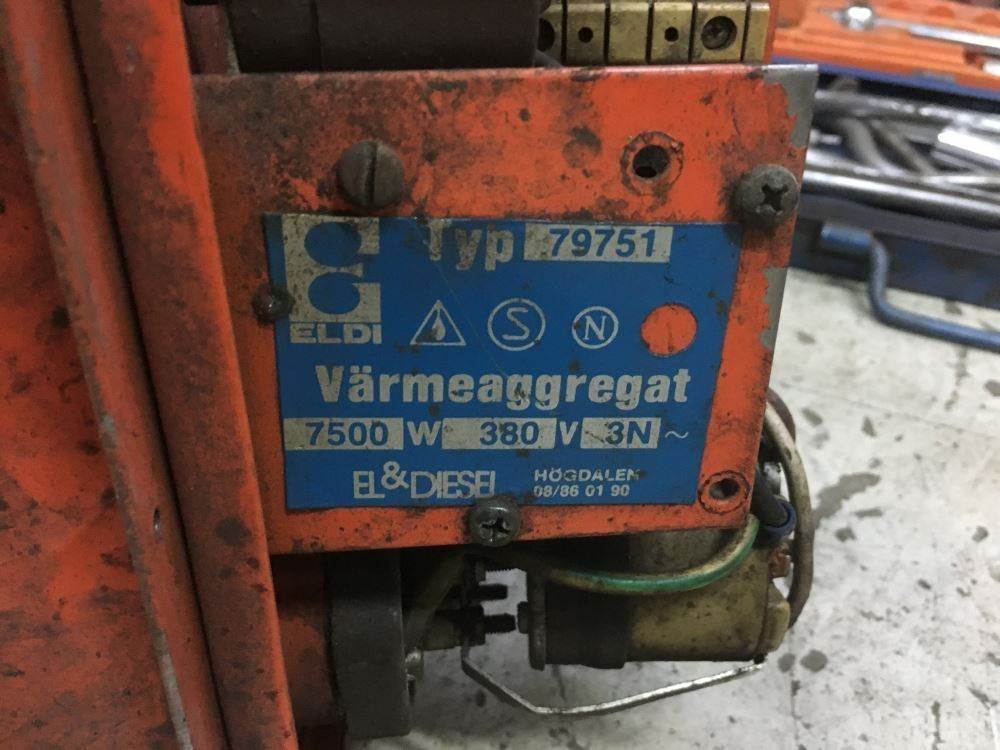 Typ 79751
ELDI
S N
Värmeaggregat
7500 W 380 V 3N ~
EL & DIESEL HÖGDALEN
08/86 01 90